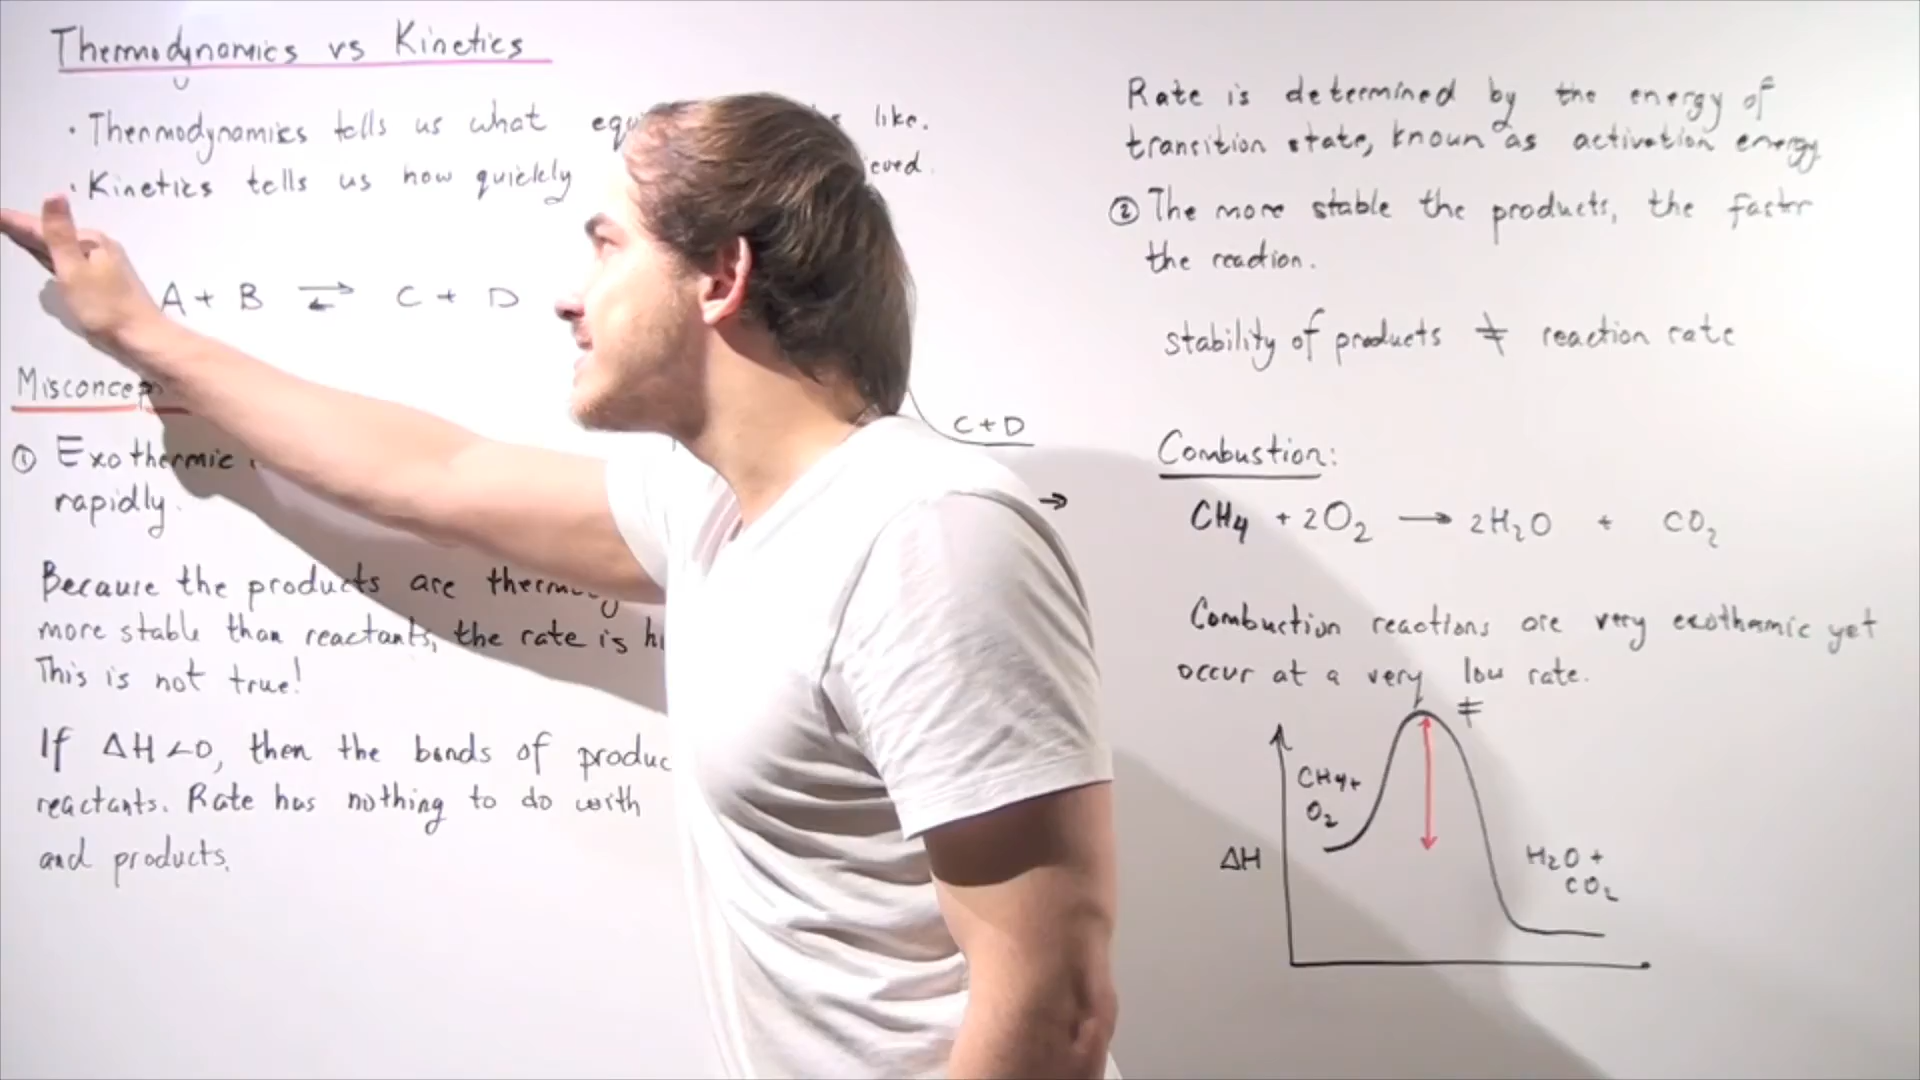 Thermodynamics vs Kinetics
• Thermodynamics tells us what like.
• Kinetics tells us how quickly
A + B ⇌ C + D
① Exothermic
rapidly.
Because the products are
more stable than reactants, the rate is
This is not true!
If ΔH < 0, then the bonds of
reactants. Rate has nothing to do with
and products.
C + D
→
Rate is determined by the energy of
transition state, known as activation energy
② The more stable the products, the fastr
the reaction.
stability of products ≠ reaction rate
Combustion:
CH4 + 2O2 → 2H2O + CO2
Combustion reactions are very exothermic yet
occur at a very low rate.
≠
CH4+
O2
ΔH
H2O +
CO2